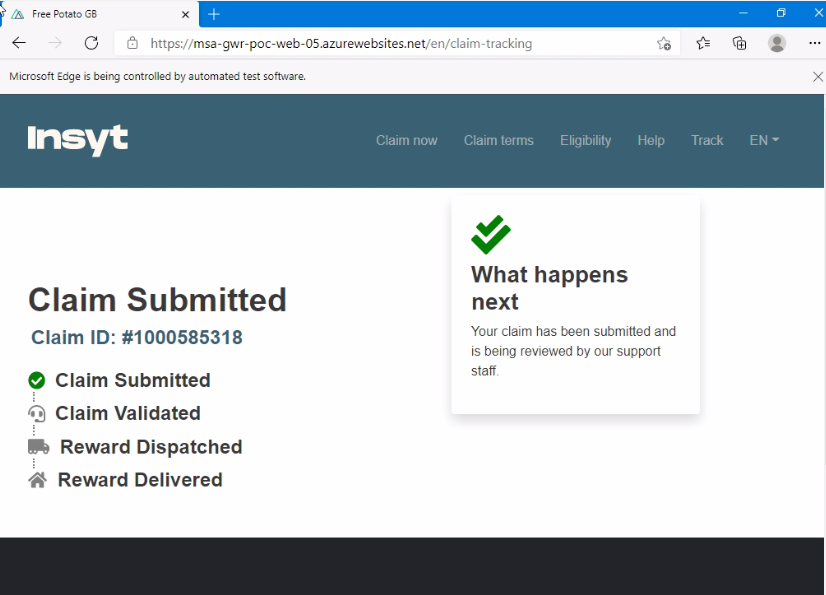 Free Potato GB
https://msa-gwr-poc-web-05.azurewebsites.net/en/claim-tracking
Microsoft Edge is being controlled by automated test software.
Insyt
Claim now Claim terms Eligibility Help Track EN
Claim Submitted
Claim ID: #1000585318
Claim Submitted
Claim Validated
Reward Dispatched
Reward Delivered
What happens
next
Your claim has been submitted and
is being reviewed by our support
staff.